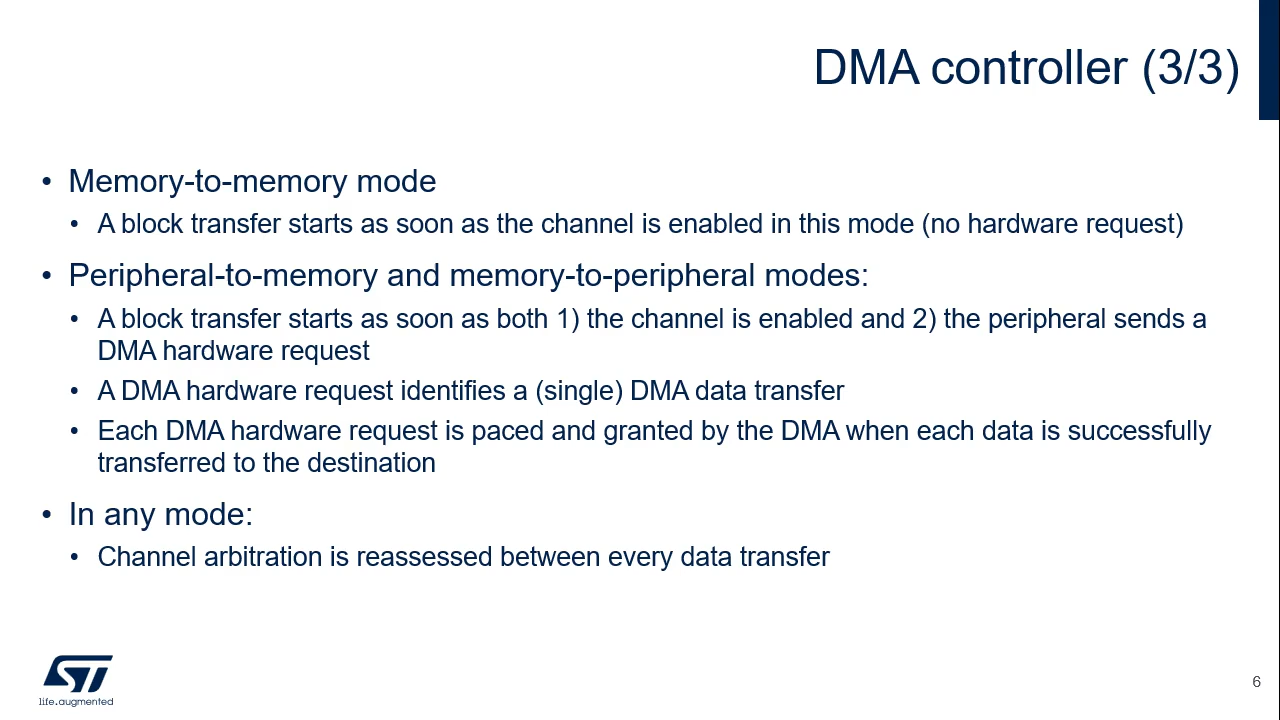 DMA controller (3/3)
• Memory-to-memory mode
• A block transfer starts as soon as the channel is enabled in this mode (no hardware request)
• Peripheral-to-memory and memory-to-peripheral modes:
• A block transfer starts as soon as both 1) the channel is enabled and 2) the peripheral sends a
DMA hardware request
• A DMA hardware request identifies a (single) DMA data transfer
• Each DMA hardware request is paced and granted by the DMA when each data is successfully
transferred to the destination
• In any mode:
• Channel arbitration is reassessed between every data transfer
ST
life.augmented
6